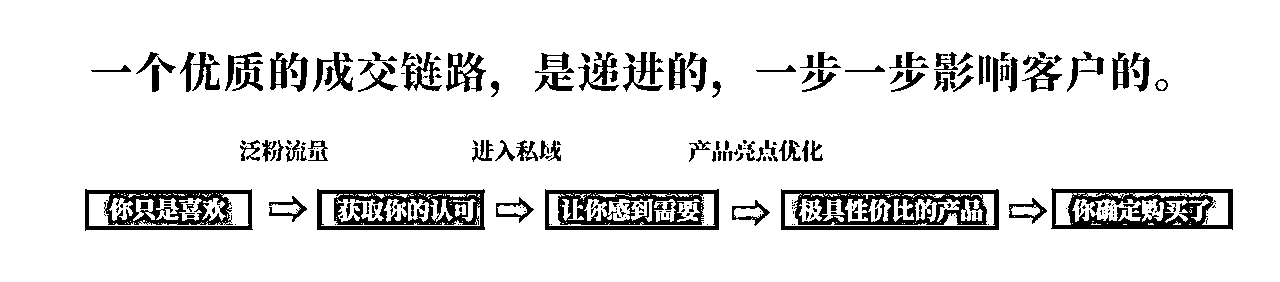 一个优质的成交链路，是递进的，一步一步影响客户的。
泛粉流量 进入私域 产品亮点优化
你只是喜欢 获取你的认可 让你感到需要 极具性价比的产品 你确定购买了